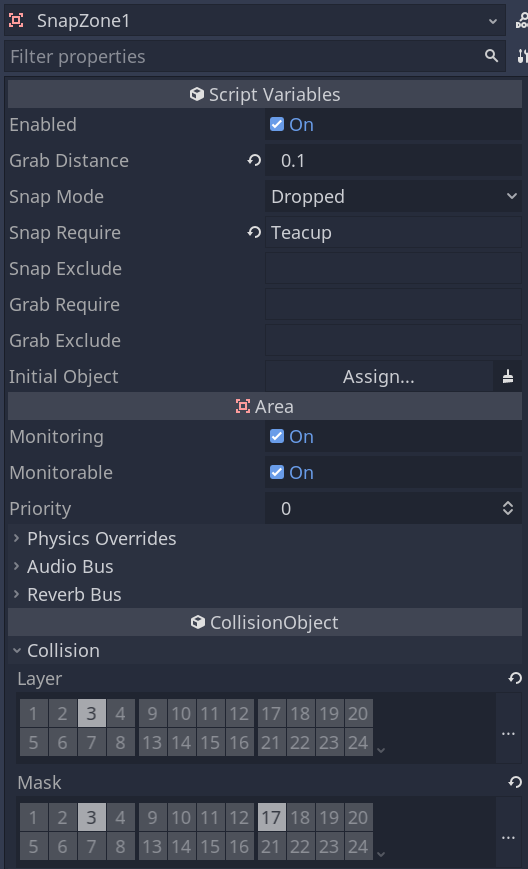 SnapZone1
Filter properties
Script Variables
Enabled On
Grab Distance 0.1
Snap Mode Dropped
Snap Require Teacup
Snap Exclude
Grab Require
Grab Exclude
Initial Object Assign...
Area
Monitoring On
Monitorable On
Priority 0
Physics Overrides
Audio Bus
Reverb Bus
CollisionObject
Collision
Layer
1 2 3 4 9 10 11 12 17 18 19 20
5 6 7 8 13 14 15 16 21 22 23 24
...
Mask
1 2 3 4 9 10 11 12 17 18 19 20
5 6 7 8 13 14 15 16 21 22 23 24
...